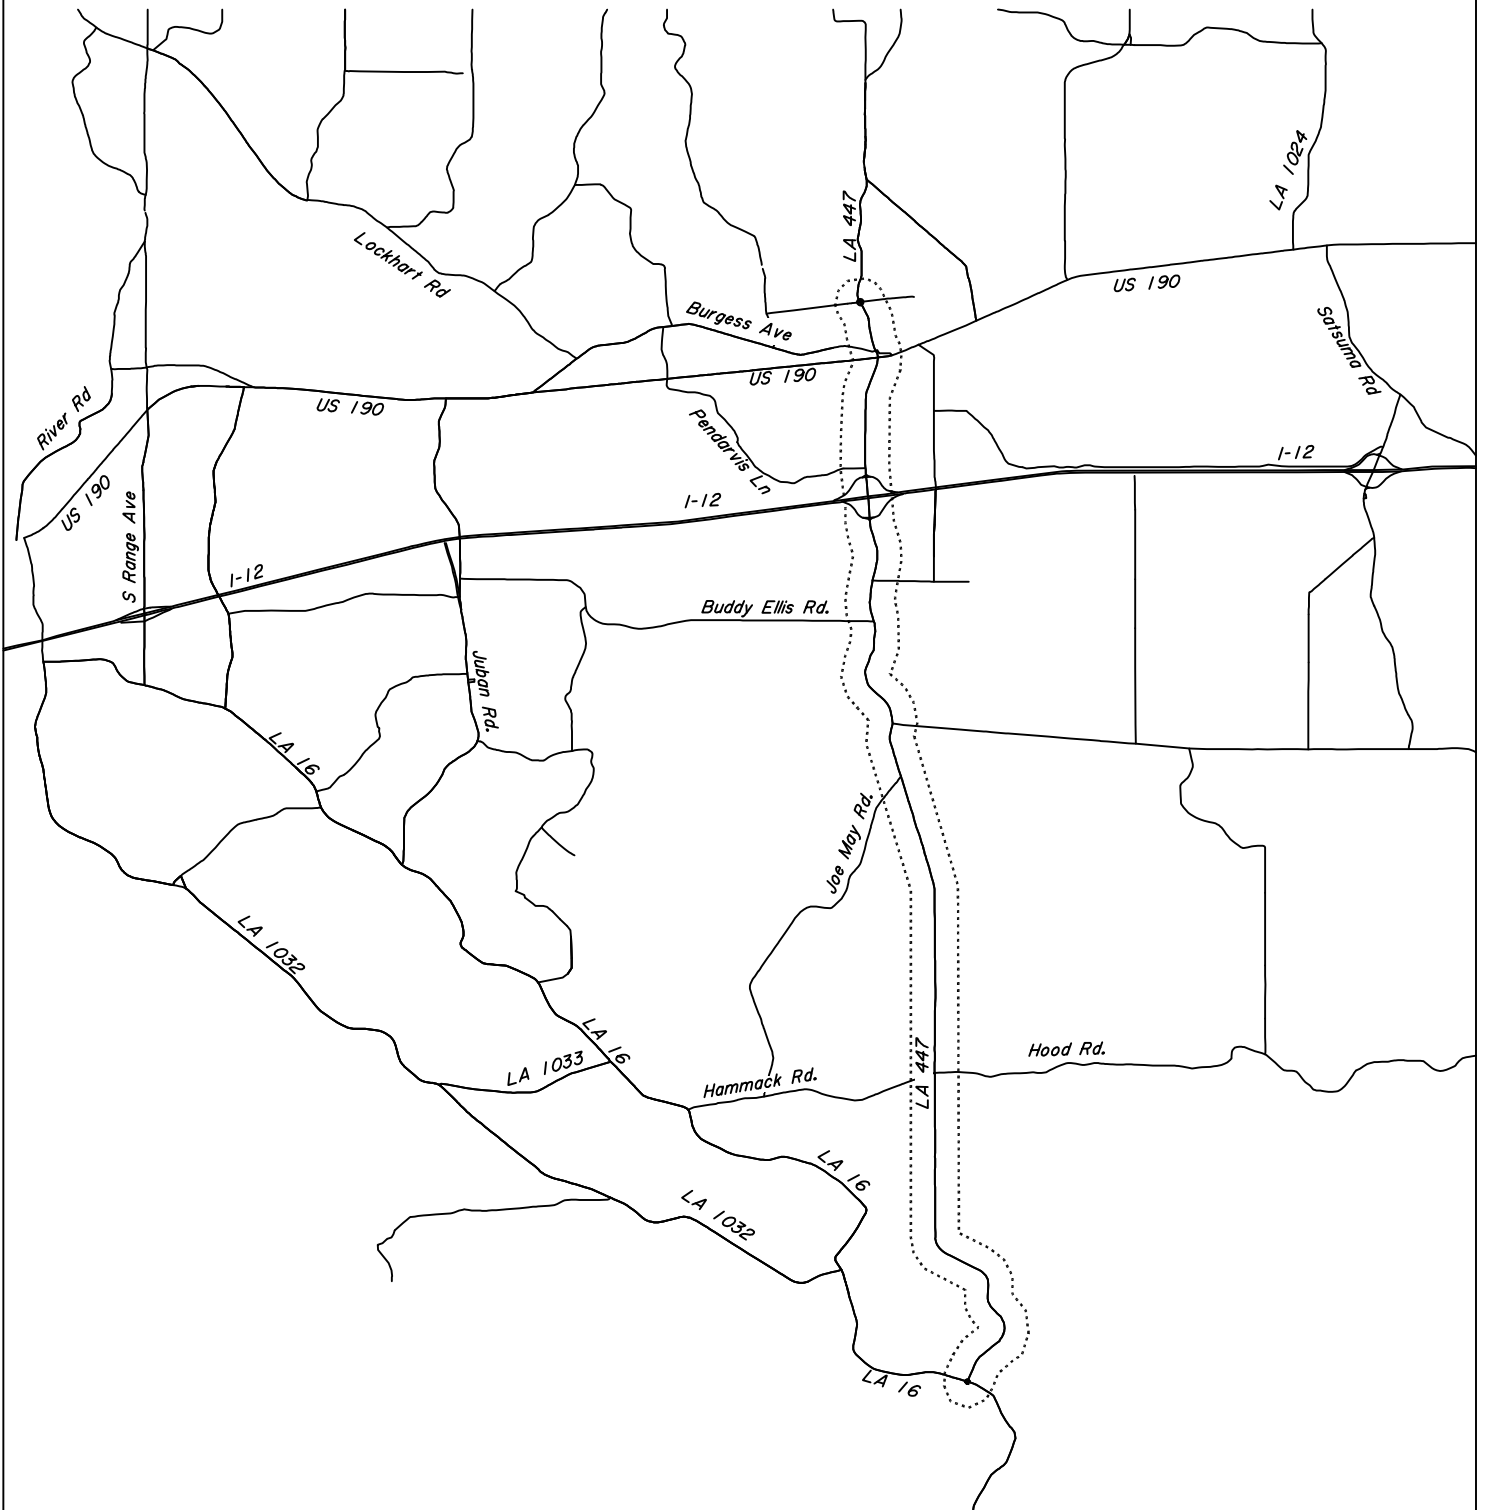 LA 1024
LA 447
Lockhart Rd
US 190
Burgess Ave
Satsuma Rd
US 190
US 190
River Rd
Pendarvis Ln
I-12
US 190
I-12
S Range Ave
I-12
Buddy Ellis Rd.
Juban Rd.
LA 16
Joe May Rd.
LA 1032
LA 16
LA 1033
Hood Rd.
LA 447
Hammack Rd.
LA 16
LA 1032
LA 16